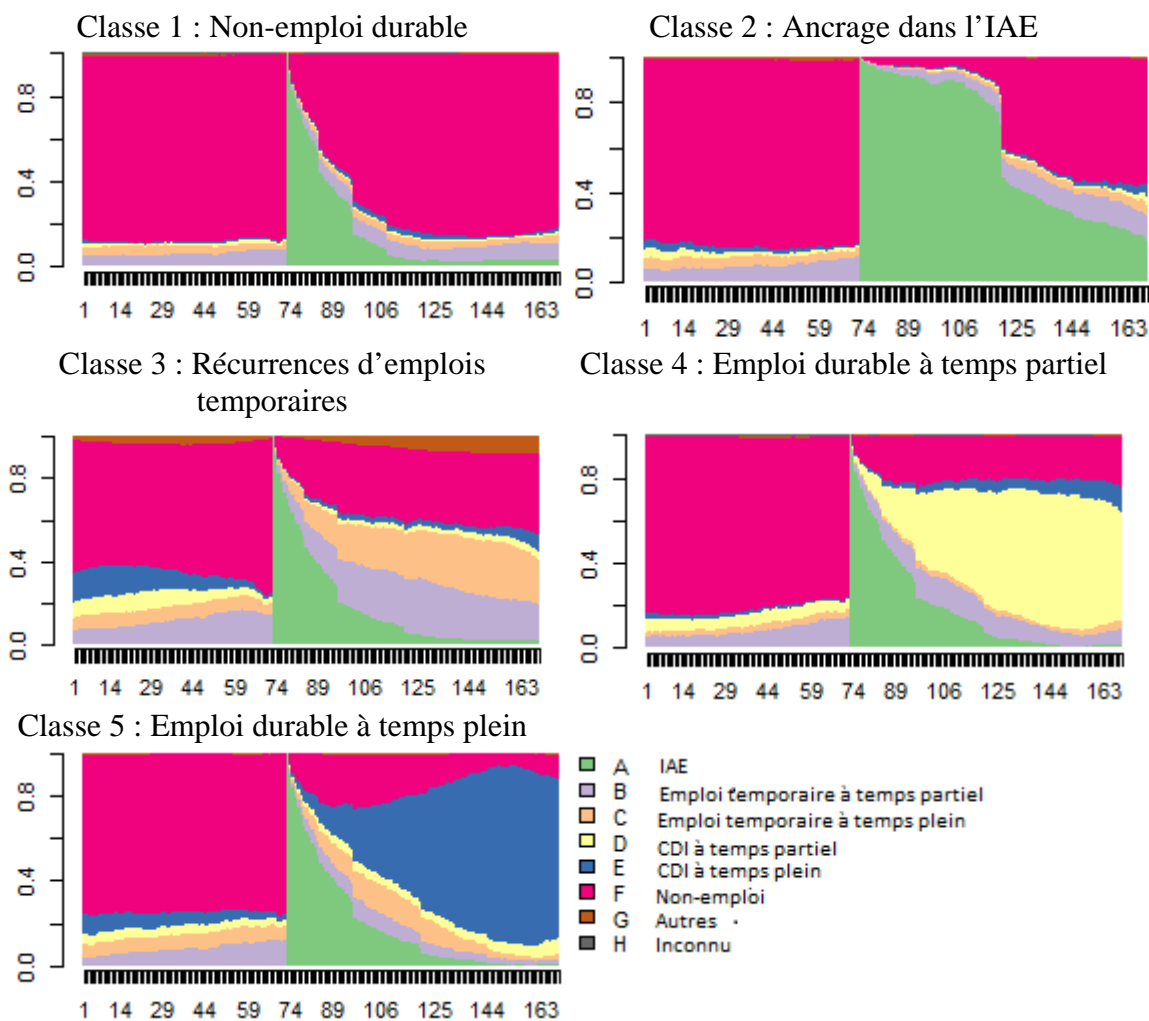 Classe 1 : Non-emploi durable
Classe 2 : Ancrage dans l'IAE
0.0 0.4 0.8
1 14 29 44 59 74 89 106 125 144 163
0.0 0.4 0.8
1 14 29 44 59 74 89 106 125 144 163
Classe 3 : Récurrences d'emplois
temporaires
Classe 4 : Emploi durable à temps partiel
0.0 0.4 0.8
1 14 29 44 59 74 89 106 125 144 163
0.0 0.4 0.8
1 14 29 44 59 74 89 106 125 144 163
Classe 5 : Emploi durable à temps plein
0.0 0.4 0.8
1 14 29 44 59 74 89 106 125 144 163
A IAE
B Emploi temporaire à temps partiel
C Emploi temporaire à temps plein
D CDI à temps partiel
E CDI à temps plein
F Non-emploi
G Autres
H Inconnu